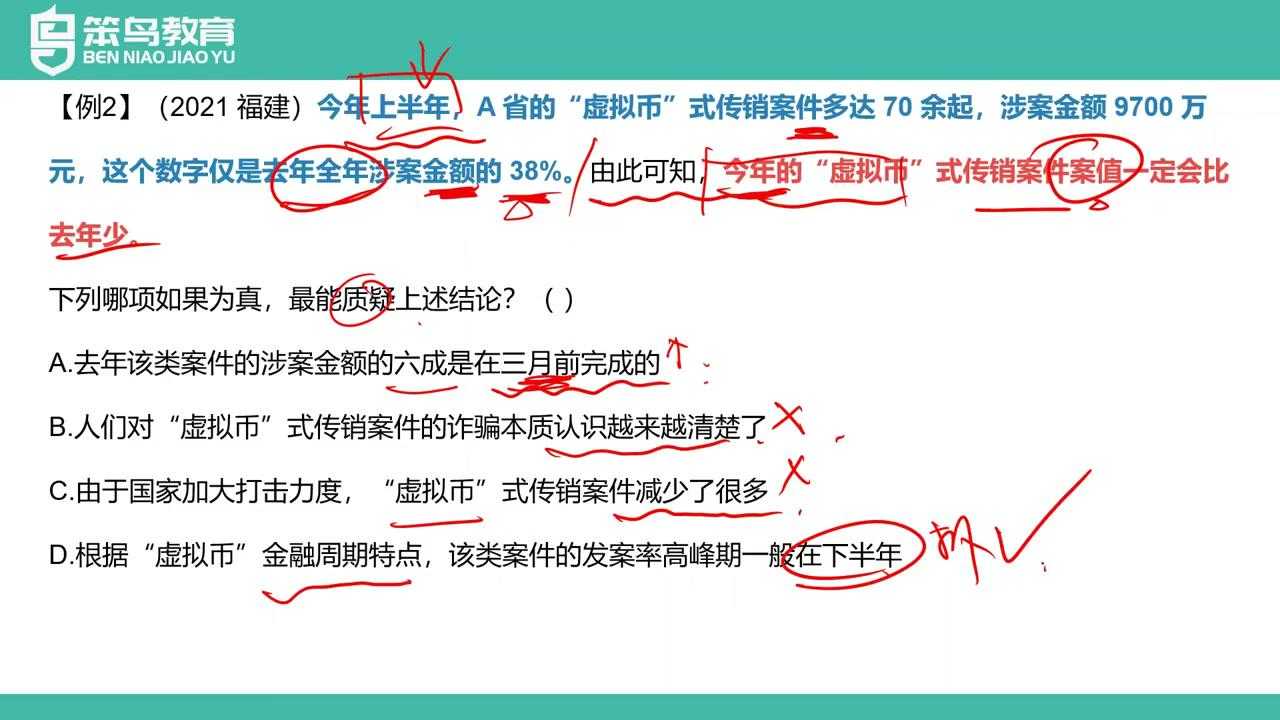 笨鸟教育
BEN NIAO JIAO YU
【例2】（2021 福建）今年上半年，A 省的“虚拟币”式传销案件多达 70 余起，涉案金额 9700 万
元，这个数字仅是去年全年涉案金额的 38%。由此可知，今年的“虚拟币”式传销案件案值一定会比
去年少。
下列哪项如果为真，最能质疑上述结论？（ ）
A.去年该类案件的涉案金额的六成是在三月前完成的
B.人们对“虚拟币”式传销案件的诈骗本质认识越来越清楚了
C.由于国家加大打击力度，“虚拟币”式传销案件减少了很多
D.根据“虚拟币”金融周期特点，该类案件的发案率高峰期一般在下半年